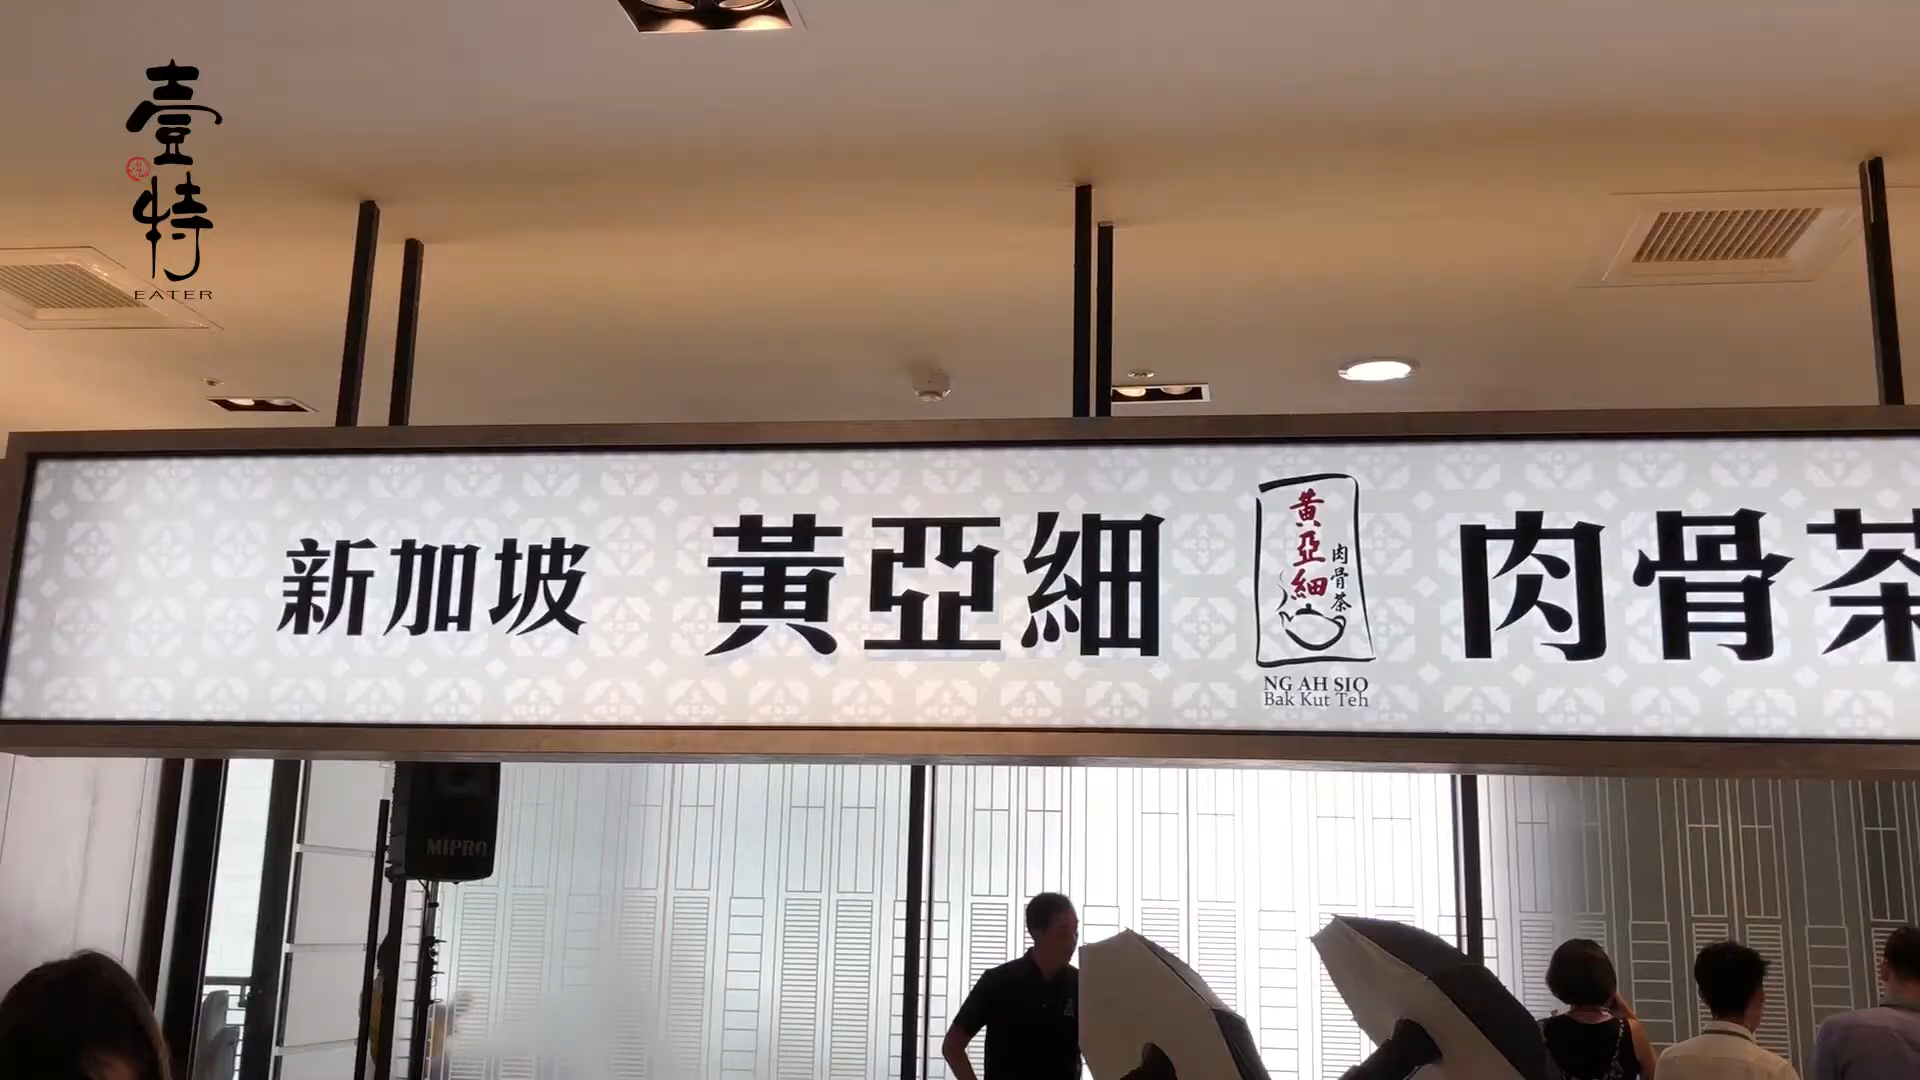 壹特
EATER
新加坡 黃亞細 肉骨茶
黃亞細
肉骨茶
NG AH SIO
Bak Kut Teh
MIPRO